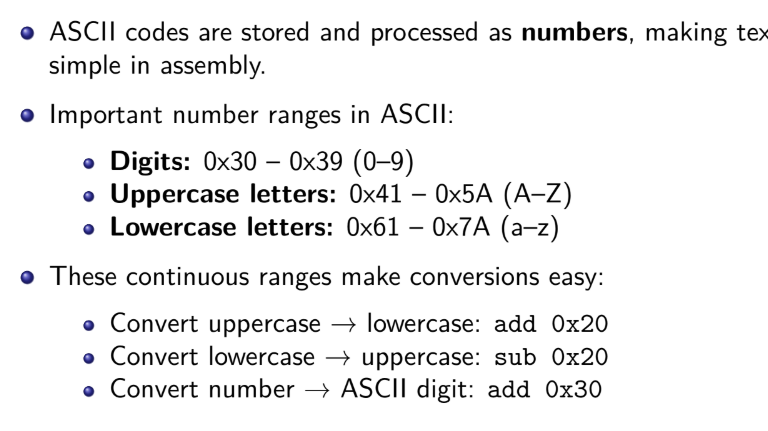 ASCII codes are stored and processed as numbers, making
simple in assembly.
Important number ranges in ASCII:
Digits: 0x30 – 0x39 (0–9)
Uppercase letters: 0x41 – 0x5A (A–Z)
Lowercase letters: 0x61 – 0x7A (a–z)
These continuous ranges make conversions easy:
Convert uppercase → lowercase: add 0x20
Convert lowercase → uppercase: sub 0x20
Convert number → ASCII digit: add 0x30